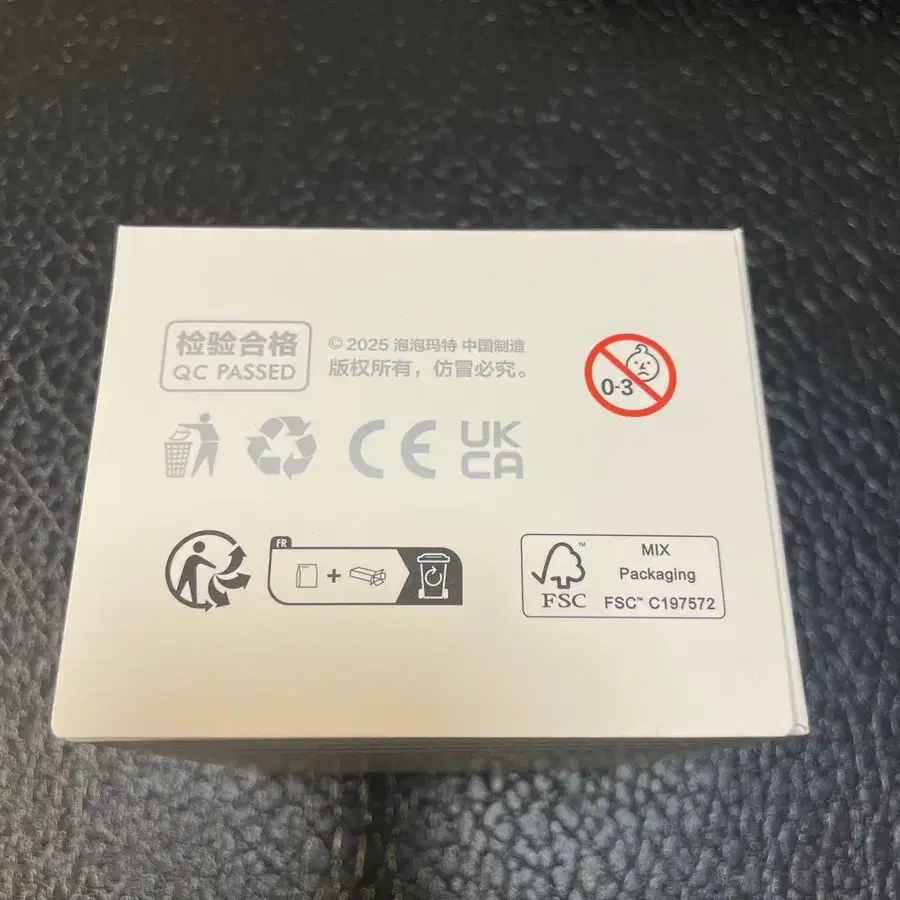 检验合格
QC PASSED
© 2025 泡泡玛特 中国制造
版权所有，仿冒必究。
0-3
CE
UK
CA
FR
+
FSC
MIX
Packaging
FSC™ C197572